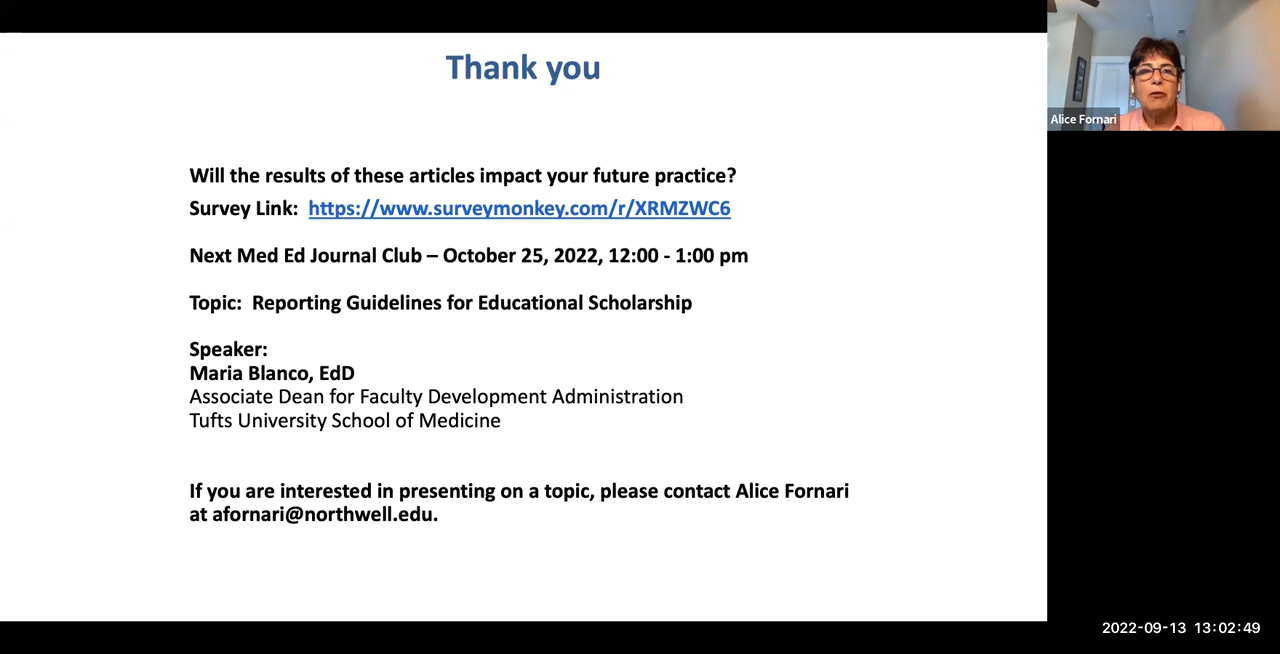 Thank you
Will the results of these articles impact your future practice?
Survey Link: https://www.surveymonkey.com/r/XRMZWC6
Next Med Ed Journal Club – October 25, 2022, 12:00 - 1:00 pm
Topic: Reporting Guidelines for Educational Scholarship
Speaker:
Maria Blanco, EdD
Associate Dean for Faculty Development Administration
Tufts University School of Medicine
If you are interested in presenting on a topic, please contact Alice Fornari
at afornari@northwell.edu.
Alice Fornari
2022-09-13 13:02:49